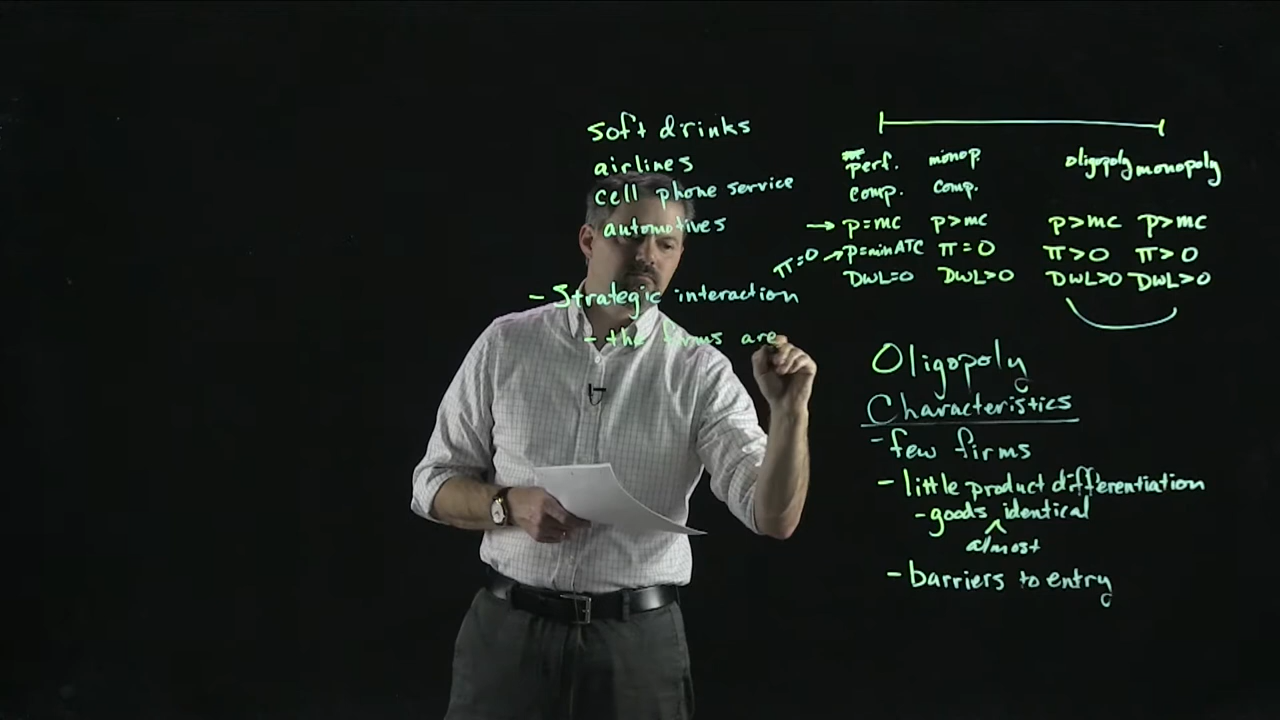 soft drinks
airlines
cell phone service
automotives
- Strategic interaction
- the firms are
perf. monop. oligopoly monopoly
comp. comp.
→ p=mc p>mc p>mc p>mc
π=0 → p=minATC π=0 π>0 π>0
DWL=0 DWL>0 DWL>0 DWL>0
Oligopoly
Characteristics
- few firms
- little product differentiation
- goods ^ identical
almost
- barriers to entry